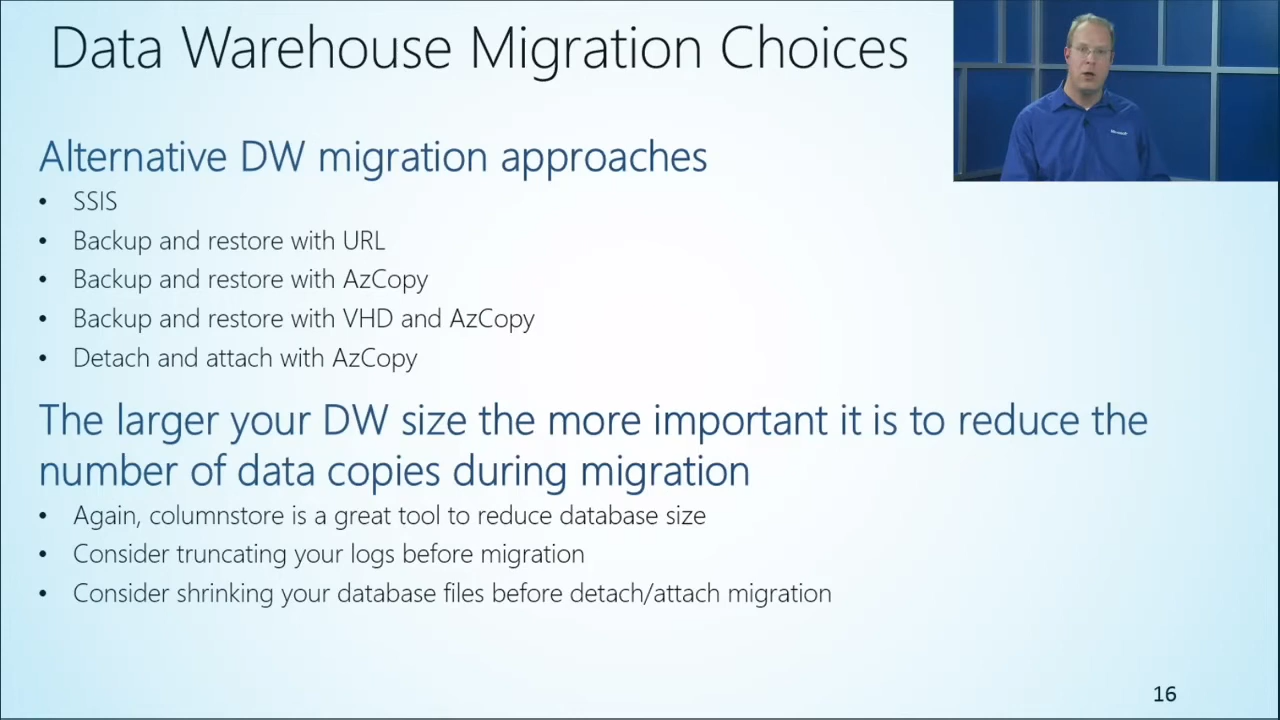 Data Warehouse Migration Choices
Alternative DW migration approaches
• SSIS
• Backup and restore with URL
• Backup and restore with AzCopy
• Backup and restore with VHD and AzCopy
• Detach and attach with AzCopy
The larger your DW size the more important it is to reduce the
number of data copies during migration
• Again, columnstore is a great tool to reduce database size
• Consider truncating your logs before migration
• Consider shrinking your database files before detach/attach migration
16